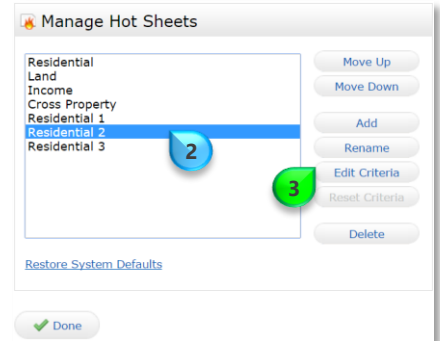 Manage Hot Sheets
Residential
Land
Income
Cross Property
Residential 1
Residential 2
Residential 3
2
Move Up
Move Down
Add
Rename
Edit Criteria
3
Reset Criteria
Delete
Restore System Defaults
Done